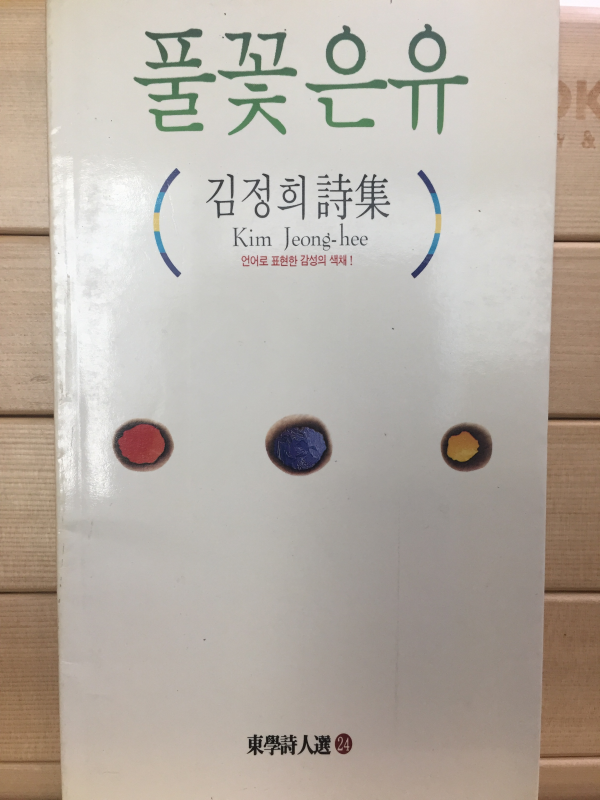 풀꽃은유
김정희 詩集
Kim Jeong-hee
언어로 표현한 감성의 색채 !
東學詩人選 24